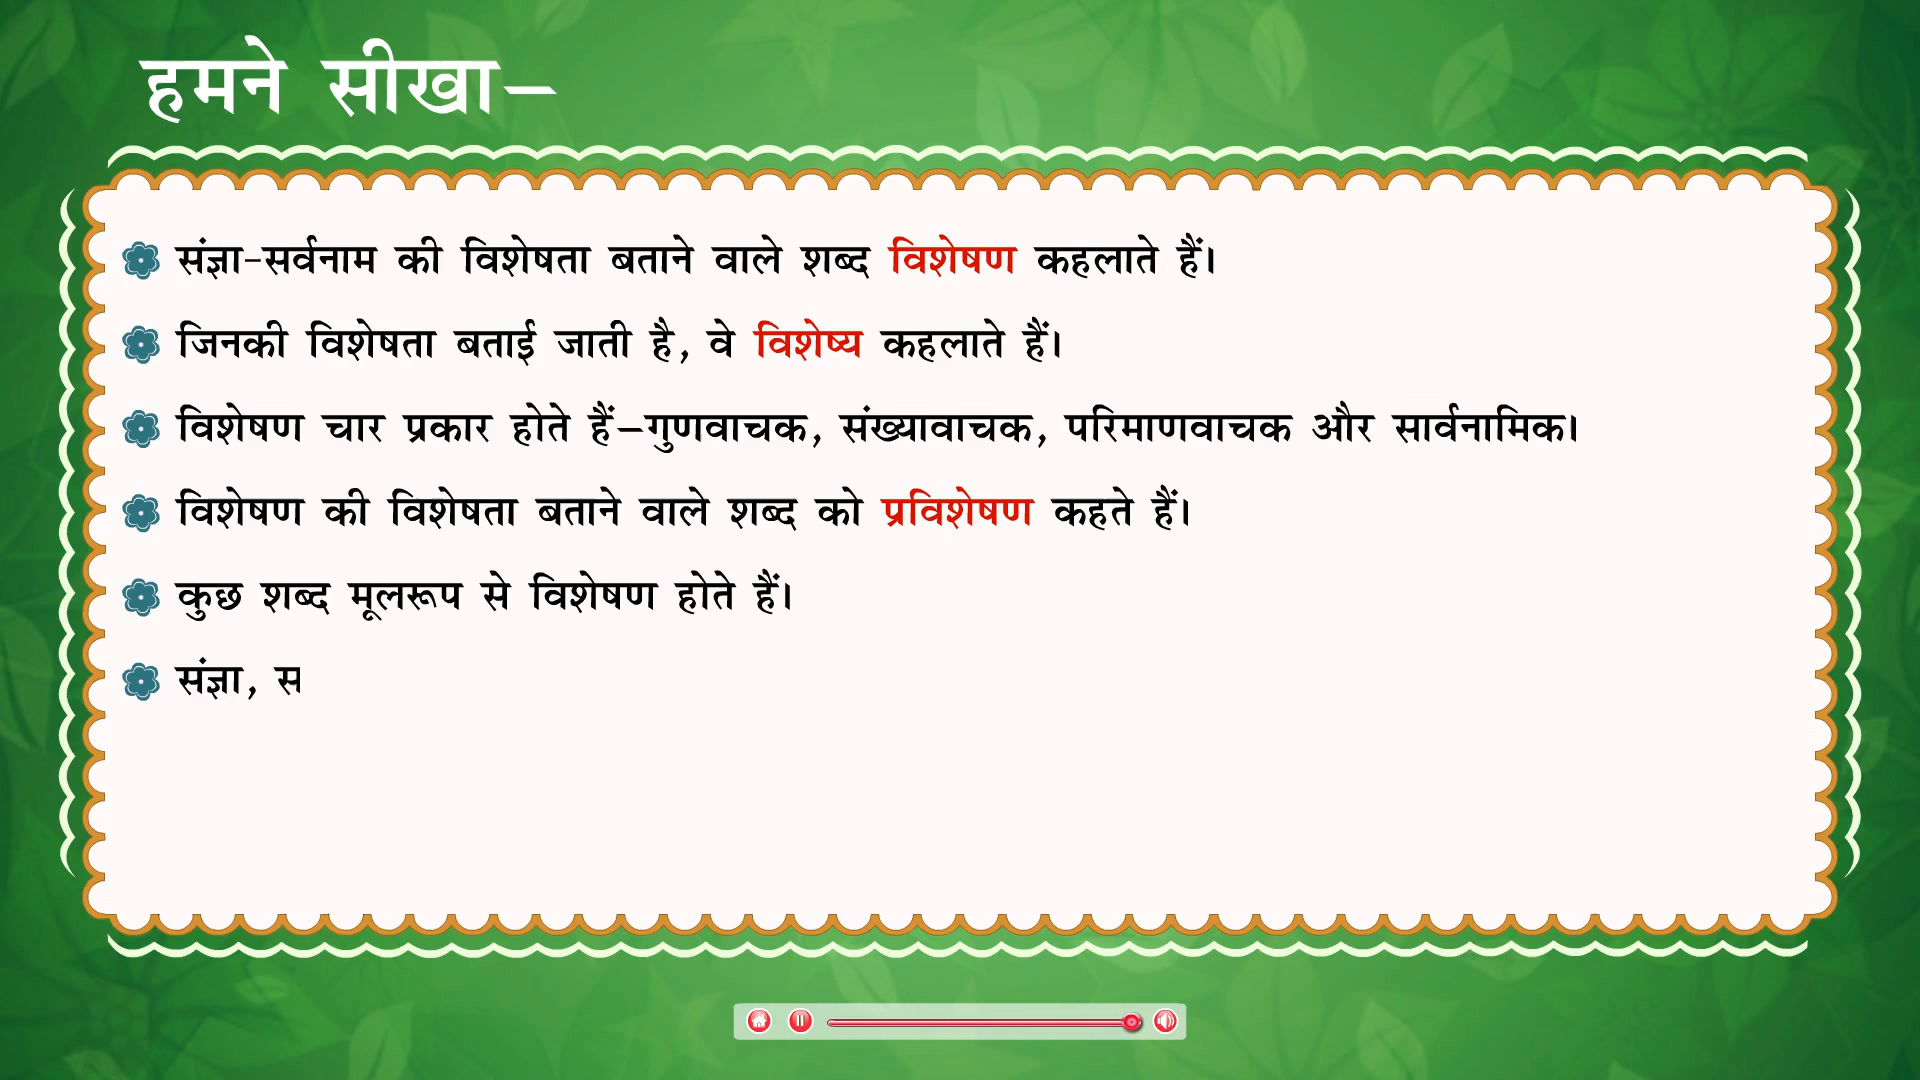 हमने सीखा–
संज्ञा-सर्वनाम की विशेषता बताने वाले शब्द विशेषण कहलाते हैं।
जिनकी विशेषता बताई जाती है, वे विशेष्य कहलाते हैं।
विशेषण चार प्रकार होते हैं–गुणवाचक, संख्यावाचक, परिमाणवाचक और सार्वनामिक।
विशेषण की विशेषता बताने वाले शब्द को प्रविशेषण कहते हैं।
कुछ शब्द मूलरूप से विशेषण होते हैं।
संज्ञा, स